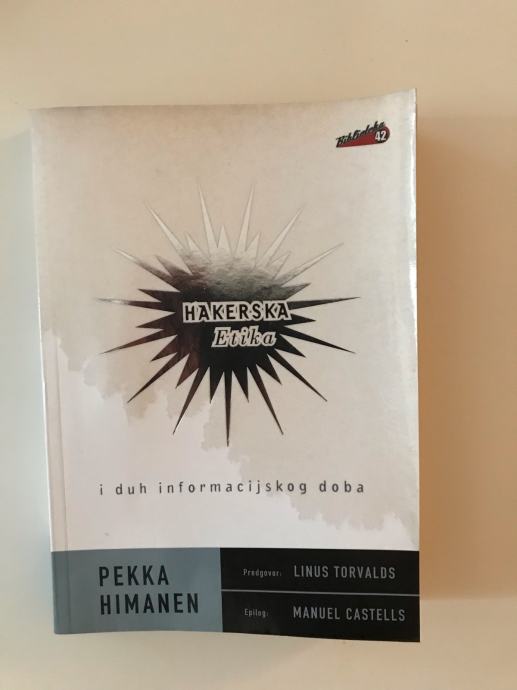 Biblioteka
42
HAKERSKA
Etika
i duh informacijskog doba
PEKKA
HIMANEN
Predgovor: LINUS TORVALDS
Epilog: MANUEL CASTELLS